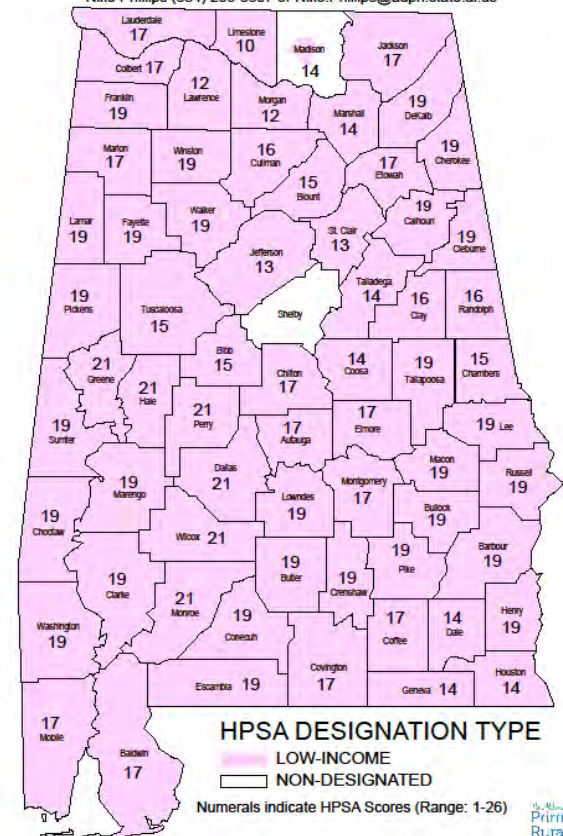 Lauderdale
17
Limestone
10
Madison
14
Jackson
17
Colbert 17
12
Lawrence
Franklin
19
Morgan
12
Marshall
14
19
DeKalb
Marion
17
Winston
19
16
Cullman
17
Etowah
19
Cherokee
15
Blount
Lamar
19
Fayette
19
Walker
19
Jefferson
13
St. Clair
13
19
Calhoun
19
Cleburne
19
Pickens
Tuscaloosa
15
Shelby
Talladega
14
16
Clay
16
Randolph
21
Greene
21
Hale
Bibb
15
Chilton
17
14
Coosa
19
Tallapoosa
15
Chambers
19
Sumter
21
Perry
17
Autauga
17
Elmore
19 Lee
19
Marengo
Dallas
21
Lowndes
19
Montgomery
17
Macon
19
Russell
19
Bullock
19
19
Choctaw
Wilcox 21
19
Clarke
19
Butler
19
Crenshaw
19
Pike
Barbour
19
Washington
19
21
Monroe
19
Conecuh
17
Coffee
14
Dale
Henry
19
Escambia 19
Covington
17
Geneva 14
Houston
14
17
Mobile
Baldwin
17
HPSA DESIGNATION TYPE
LOW-INCOME
NON-DESIGNATED
Numerals indicate HPSA Scores (Range: 1-26)